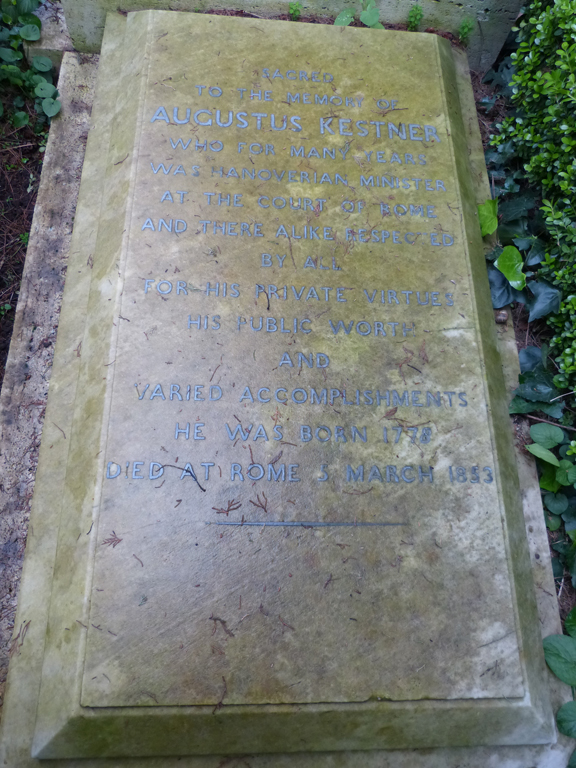 SACRED
TO THE MEMORY OF
AUGUSTUS KESTNER
WHO FOR MANY YEARS
WAS HANOVERIAN MINISTER
AT THE COURT OF ROME
AND THERE ALIKE RESPECTED
BY ALL
FOR HIS PRIVATE VIRTUES
HIS PUBLIC WORTH
AND
VARIED ACCOMPLISHMENTS
HE WAS BORN 1778
DIED AT ROME 5 MARCH 1853